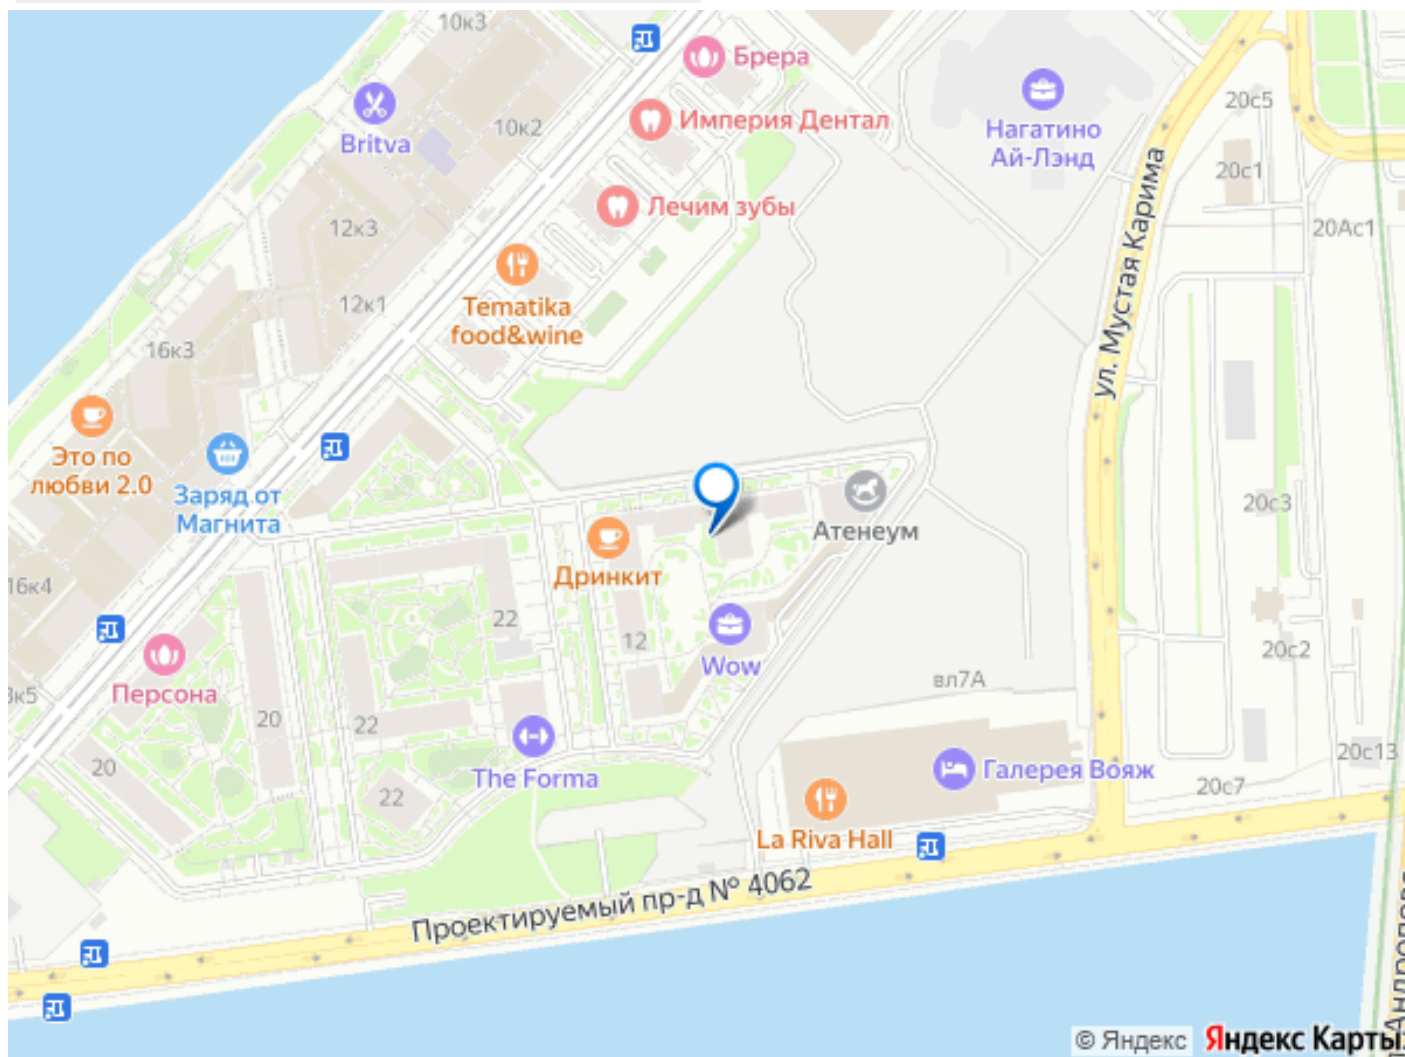 10к3
Брера
Britva
10к2
Империя Дентал
Нагатино
Ай-Лэнд
20с5
20с1
20Ас1
ул. Мустая Карима
Лечим зубы
12к3
12к1
Tematika
food&wine
16к3
Это по
любви 2.0
Заряд от
Магнита
Атенеум
20с3
Дринкит
16к4
22
12
Wow
20с2
Персона
вл7А
3к5
20
22
20
The Forma
Галерея Вояж
20с13
20с7
22
La Riva Hall
Проектируемый пр-д № 4062
© Яндекс
Яндекс Карты